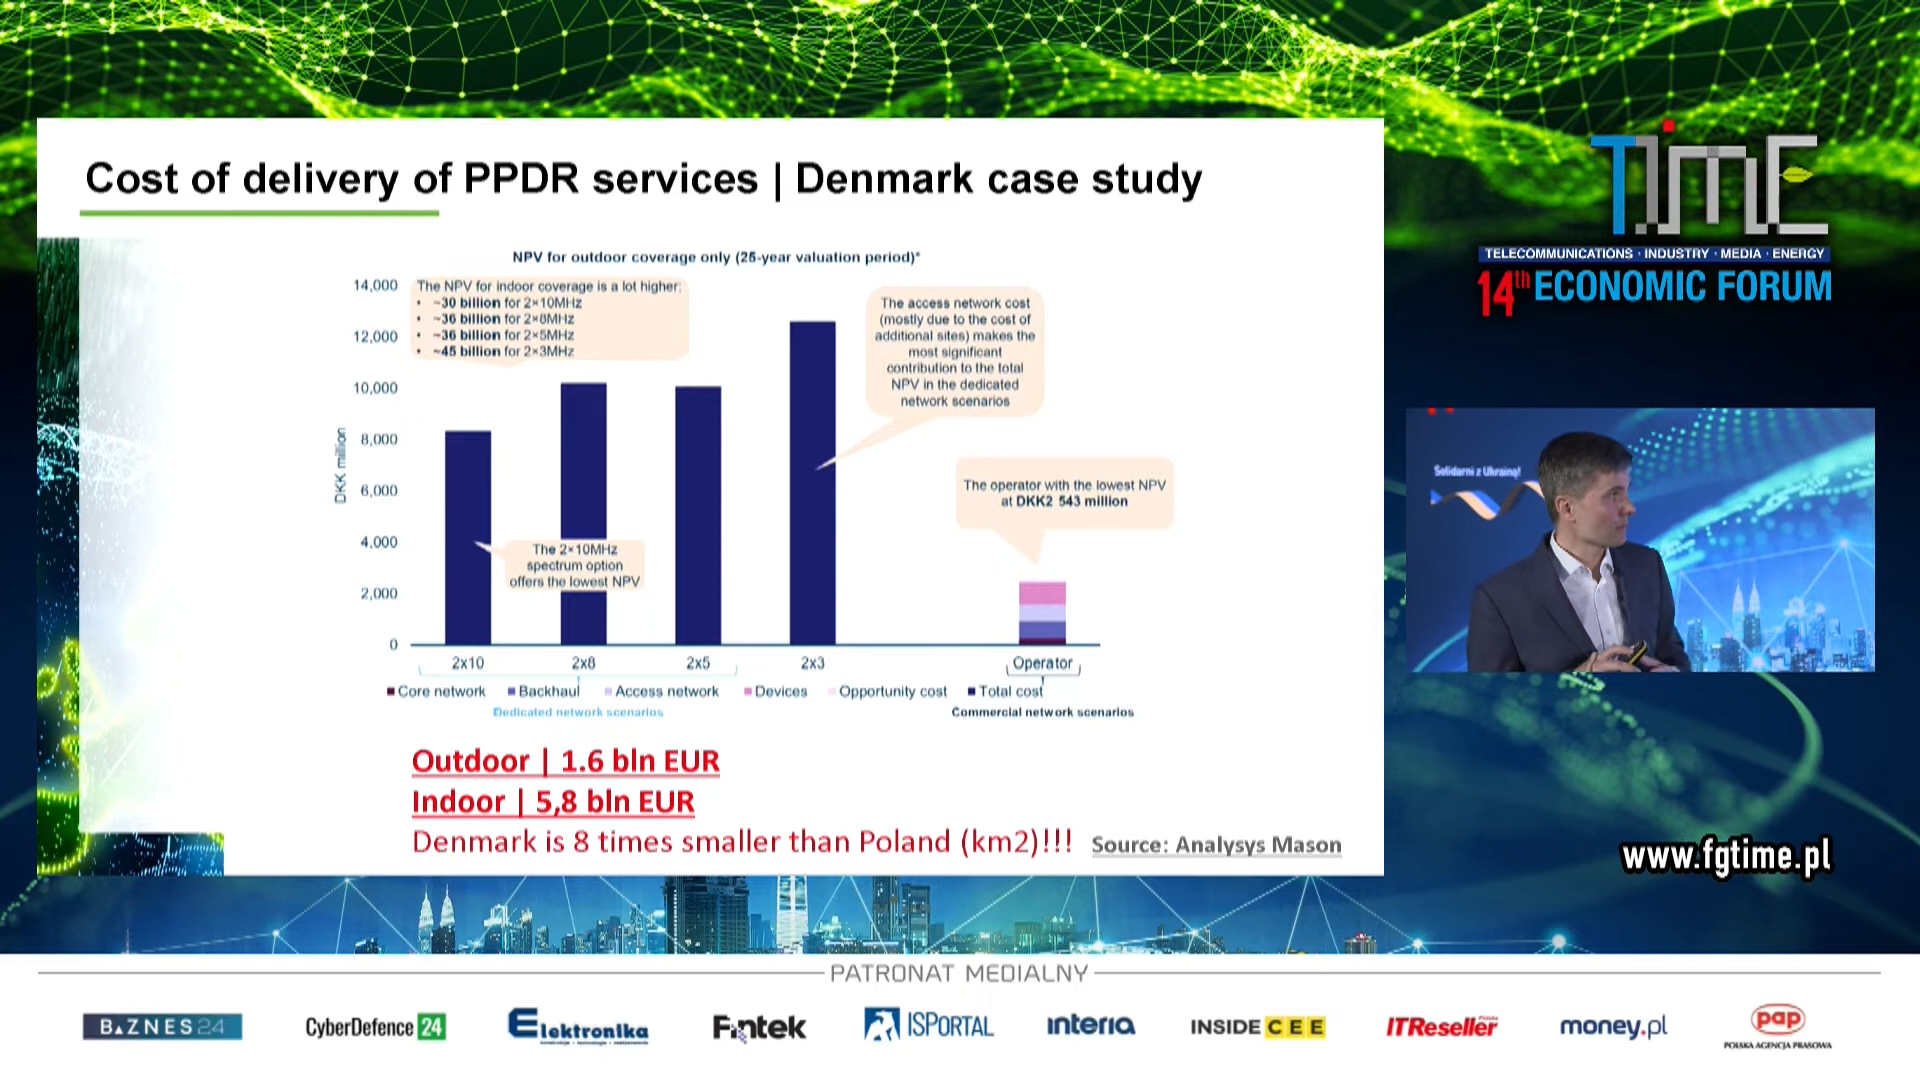 Cost of delivery of PPDR services | Denmark case study
NPV for outdoor coverage only (25-year valuation period)*
14,000
12,000
10,000
8,000
6,000
4,000
2,000
0
DKK million
The NPV for indoor coverage is a lot higher:
• ~30 billion for 2×10MHz
• ~36 billion for 2×8MHz
• ~36 billion for 2×5MHz
• ~45 billion for 2×3MHz
The access network cost
(mostly due to the cost of
additional sites) makes the
most significant
contribution to the total
NPV in the dedicated
network scenarios
The operator with the lowest NPV
at DKK2 543 million
The 2×10MHz
spectrum option
offers the lowest NPV
2x10 2x8 2x5 2x3 Operator
Core network Backhaul Access network Devices Opportunity cost Total cost
Dedicated network scenarios Commercial network scenarios
Outdoor | 1.6 bln EUR
Indoor | 5,8 bln EUR
Denmark is 8 times smaller than Poland (km2)!!!
Source: Analysys Mason
TIME
TELECOMMUNICATIONS · INDUSTRY · MEDIA · ENERGY
14th ECONOMIC FORUM
Solidarni z Ukrainą!
www.fgtime.pl
PATRONAT MEDIALNY
BIZNES24
CyberDefence 24
Elektronika
Fintek
ISPORTAL
interia
INSIDE CEE
ITReseller
money.pl
pap
POLSKA AGENCJA PRASOWA